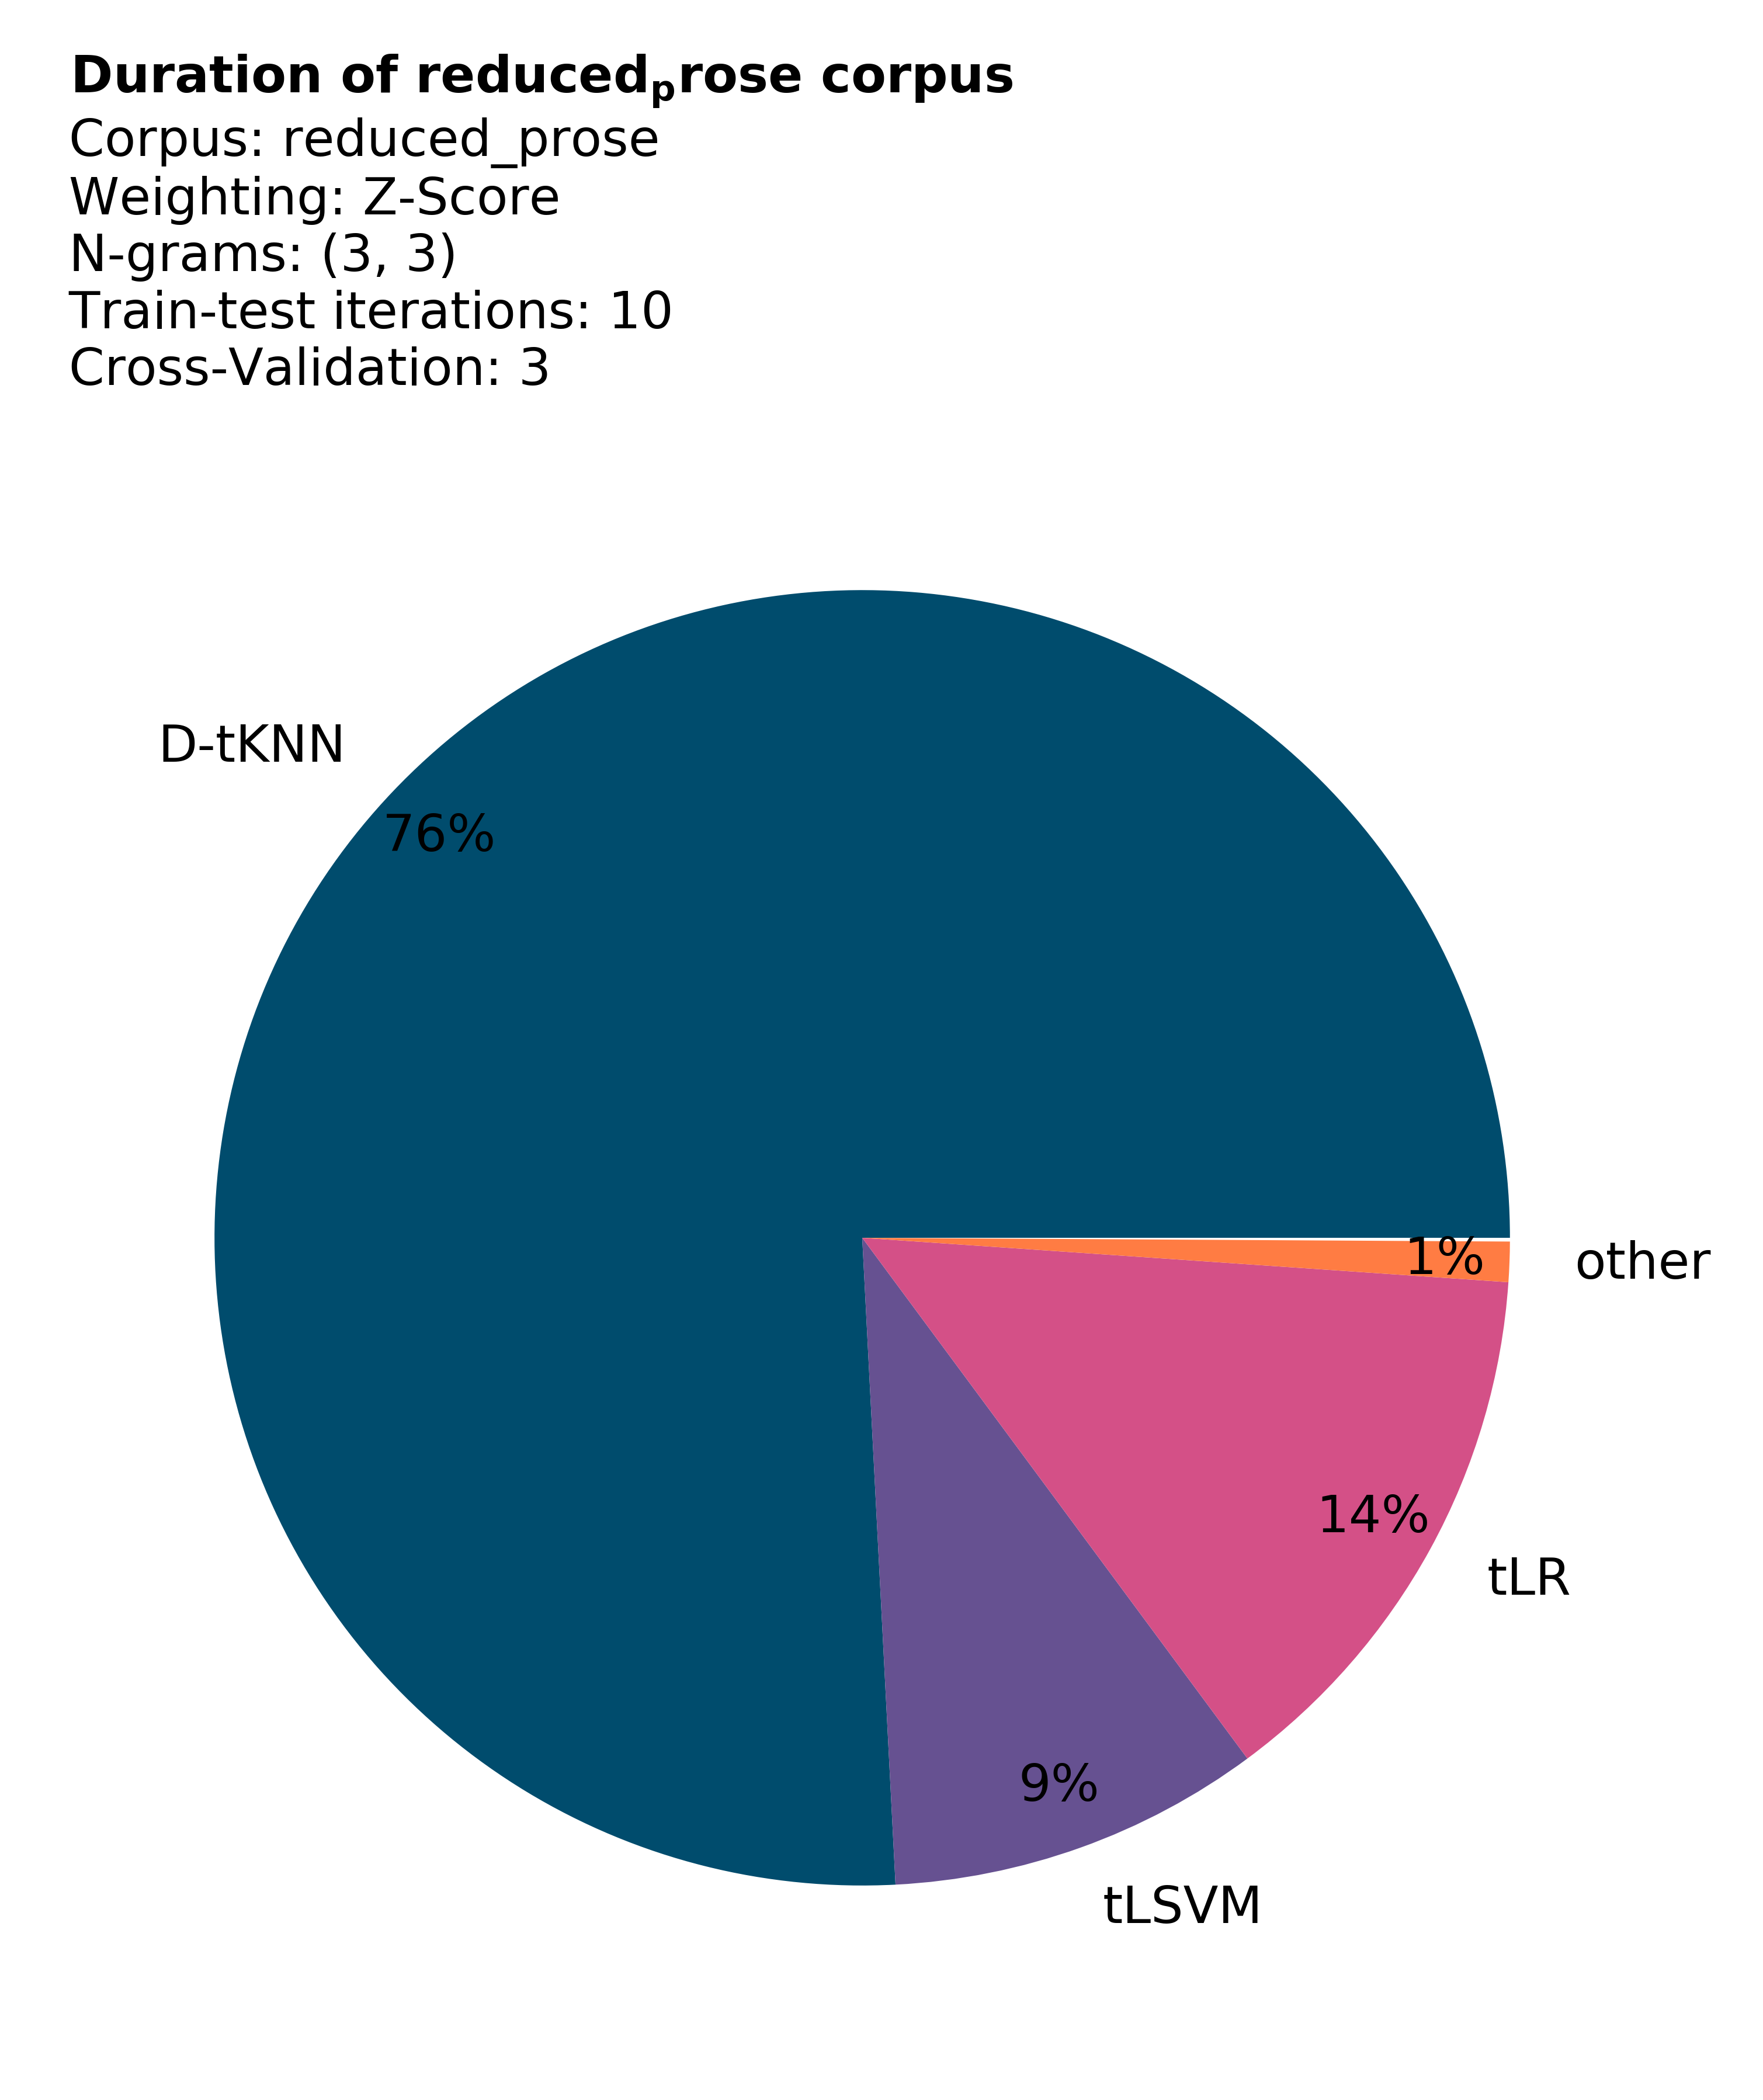 Duration of reducedₚrose corpus
Corpus: reduced_prose
Weighting: Z-Score
N-grams: (3, 3)
Train-test iterations: 10
Cross-Validation: 3
D-tKNN
76%
1%
other
14%
tLR
9%
tLSVM